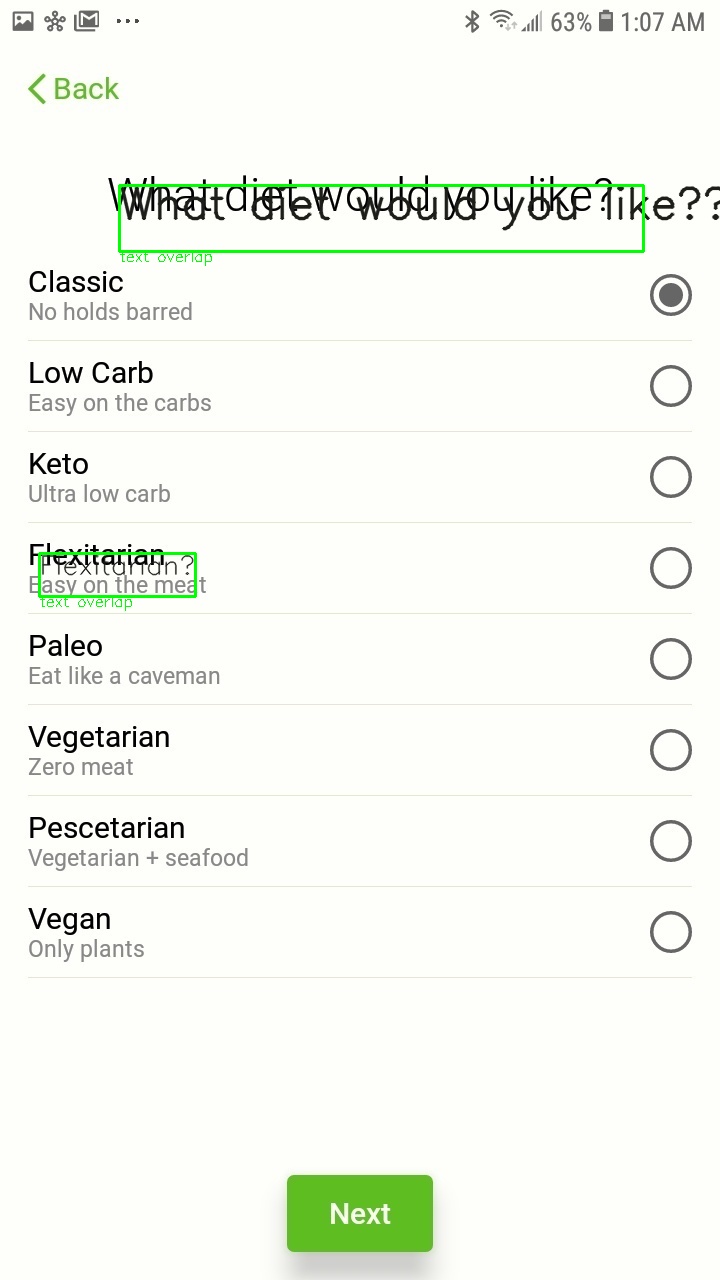 63% 1:07 AM
Back
What diet would you like?
What diet would you like??
text overlap
Classic
No holds barred
Low Carb
Easy on the carbs
Keto
Ultra low carb
Flexitarian
Flexitarian?
Easy on the meat
text overlap
Paleo
Eat like a caveman
Vegetarian
Zero meat
Pescetarian
Vegetarian + seafood
Vegan
Only plants
Next